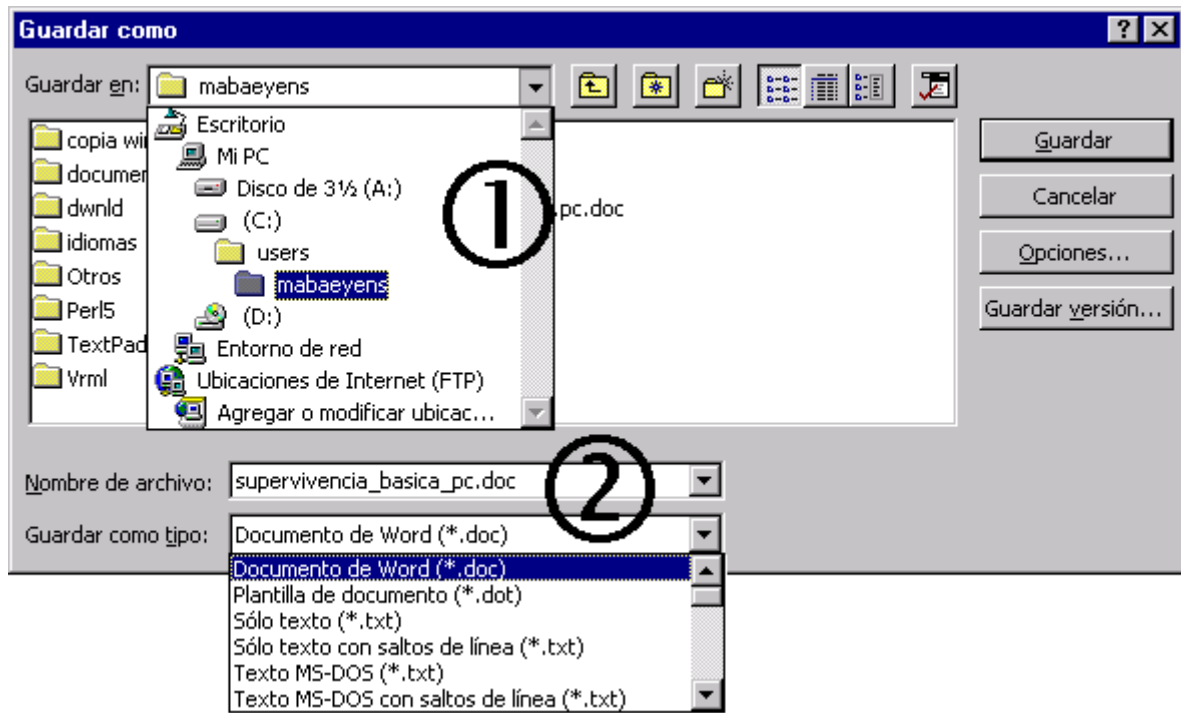 Guardar como
Guardar en: mabaeyens
Escritorio
Mi PC
Disco de 3½ (A:)
(C:)
users
mabaeyens
(D:)
Entorno de red
Ubicaciones de Internet (FTP)
Agregar o modificar ubicac...
copia wi
documer
dwnld
idiomas
Otros
Perl5
TextPad
Vrml
.pc.doc
①
Guardar
Cancelar
Opciones...
Guardar versión...
②
Nombre de archivo: supervivencia_basica_pc.doc
Guardar como tipo: Documento de Word (*.doc)
Documento de Word (*.doc)
Plantilla de documento (*.dot)
Sólo texto (*.txt)
Sólo texto con saltos de línea (*.txt)
Texto MS-DOS (*.txt)
Texto MS-DOS con saltos de línea (*.txt)